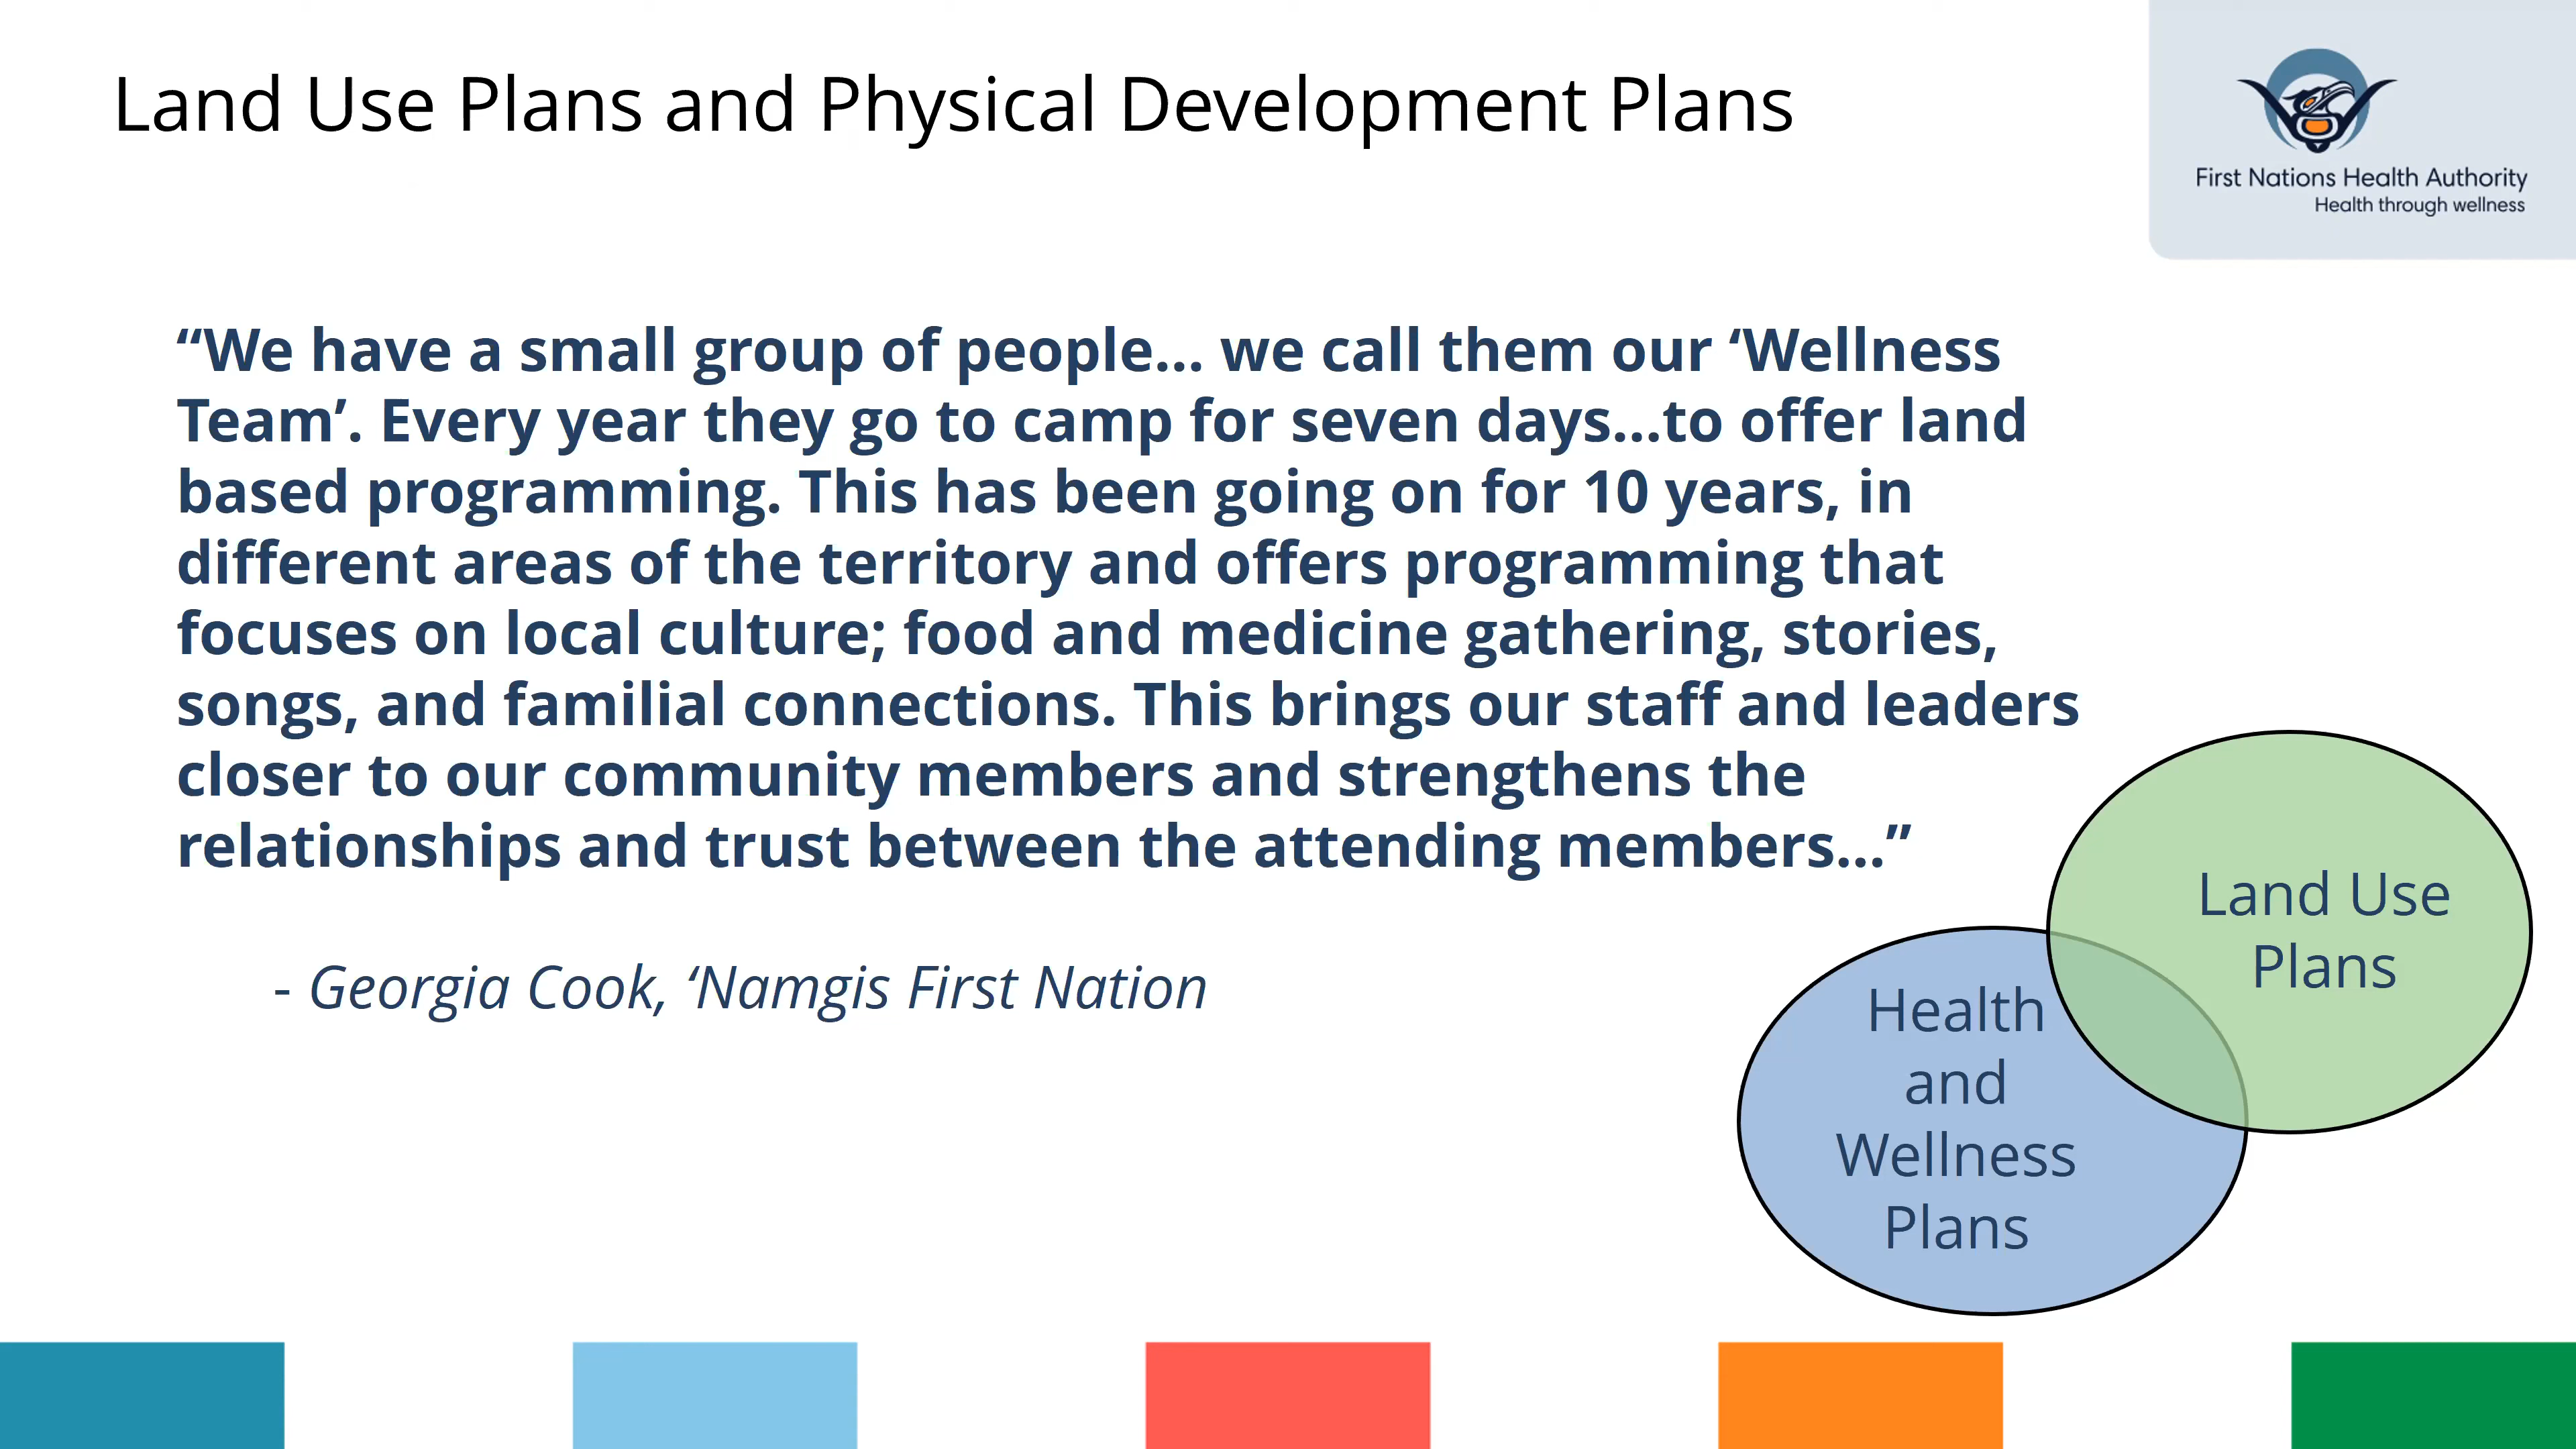 Land Use Plans and Physical Development Plans
First Nations Health Authority
Health through wellness
“We have a small group of people... we call them our ‘Wellness
Team’. Every year they go to camp for seven days...to offer land
based programming. This has been going on for 10 years, in
different areas of the territory and offers programming that
focuses on local culture; food and medicine gathering, stories,
songs, and familial connections. This brings our staff and leaders
closer to our community members and strengthens the
relationships and trust between the attending members...”
- Georgia Cook, ‘Namgis First Nation
Land Use
Plans
Health
and
Wellness
Plans